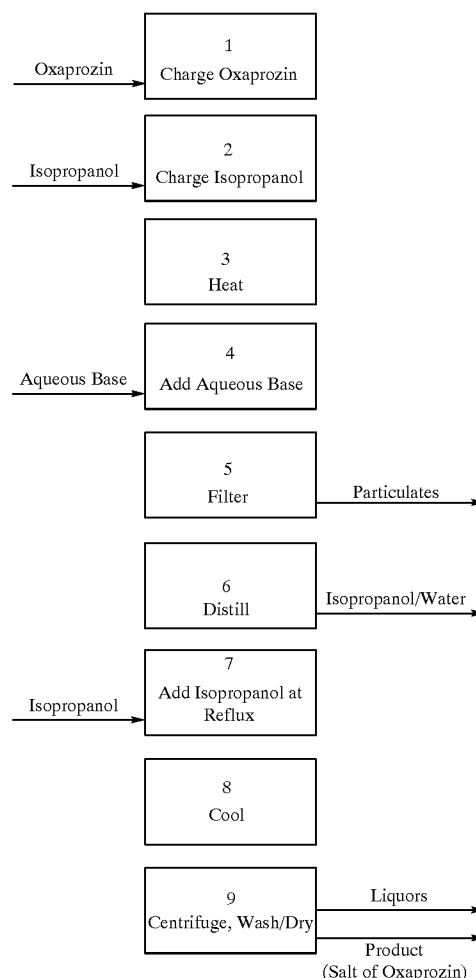 1
Oxaprozin
Charge Oxaprozin
2
Isopropanol
Charge Isopropanol
3
Heat
4
Aqueous Base
Add Aqueous Base
5
Filter
Particulates
6
Distill
Isopropanol/Water
7
Add Isopropanol at
Isopropanol
Reflux
8
Cool
9
Centrifuge, Wash/Dry
Liquors
Product
(Salt of Oxaprozin)